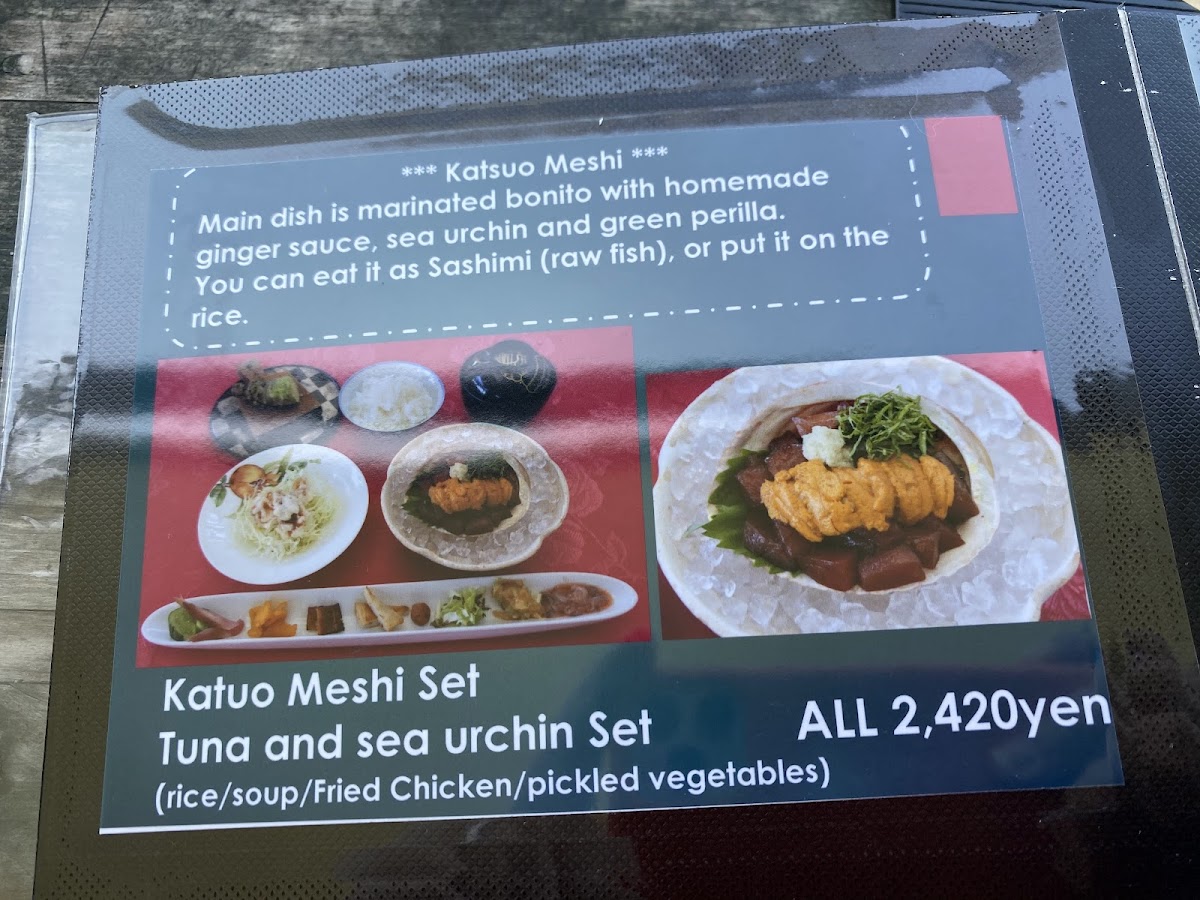 *** Katsuo Meshi ***
Main dish is marinated bonito with homemade
ginger sauce, sea urchin and green perilla.
You can eat it as Sashimi (raw fish), or put it on the
rice.
Katuo Meshi Set
Tuna and sea urchin Set
ALL 2,420yen
(rice/soup/Fried Chicken/pickled vegetables)